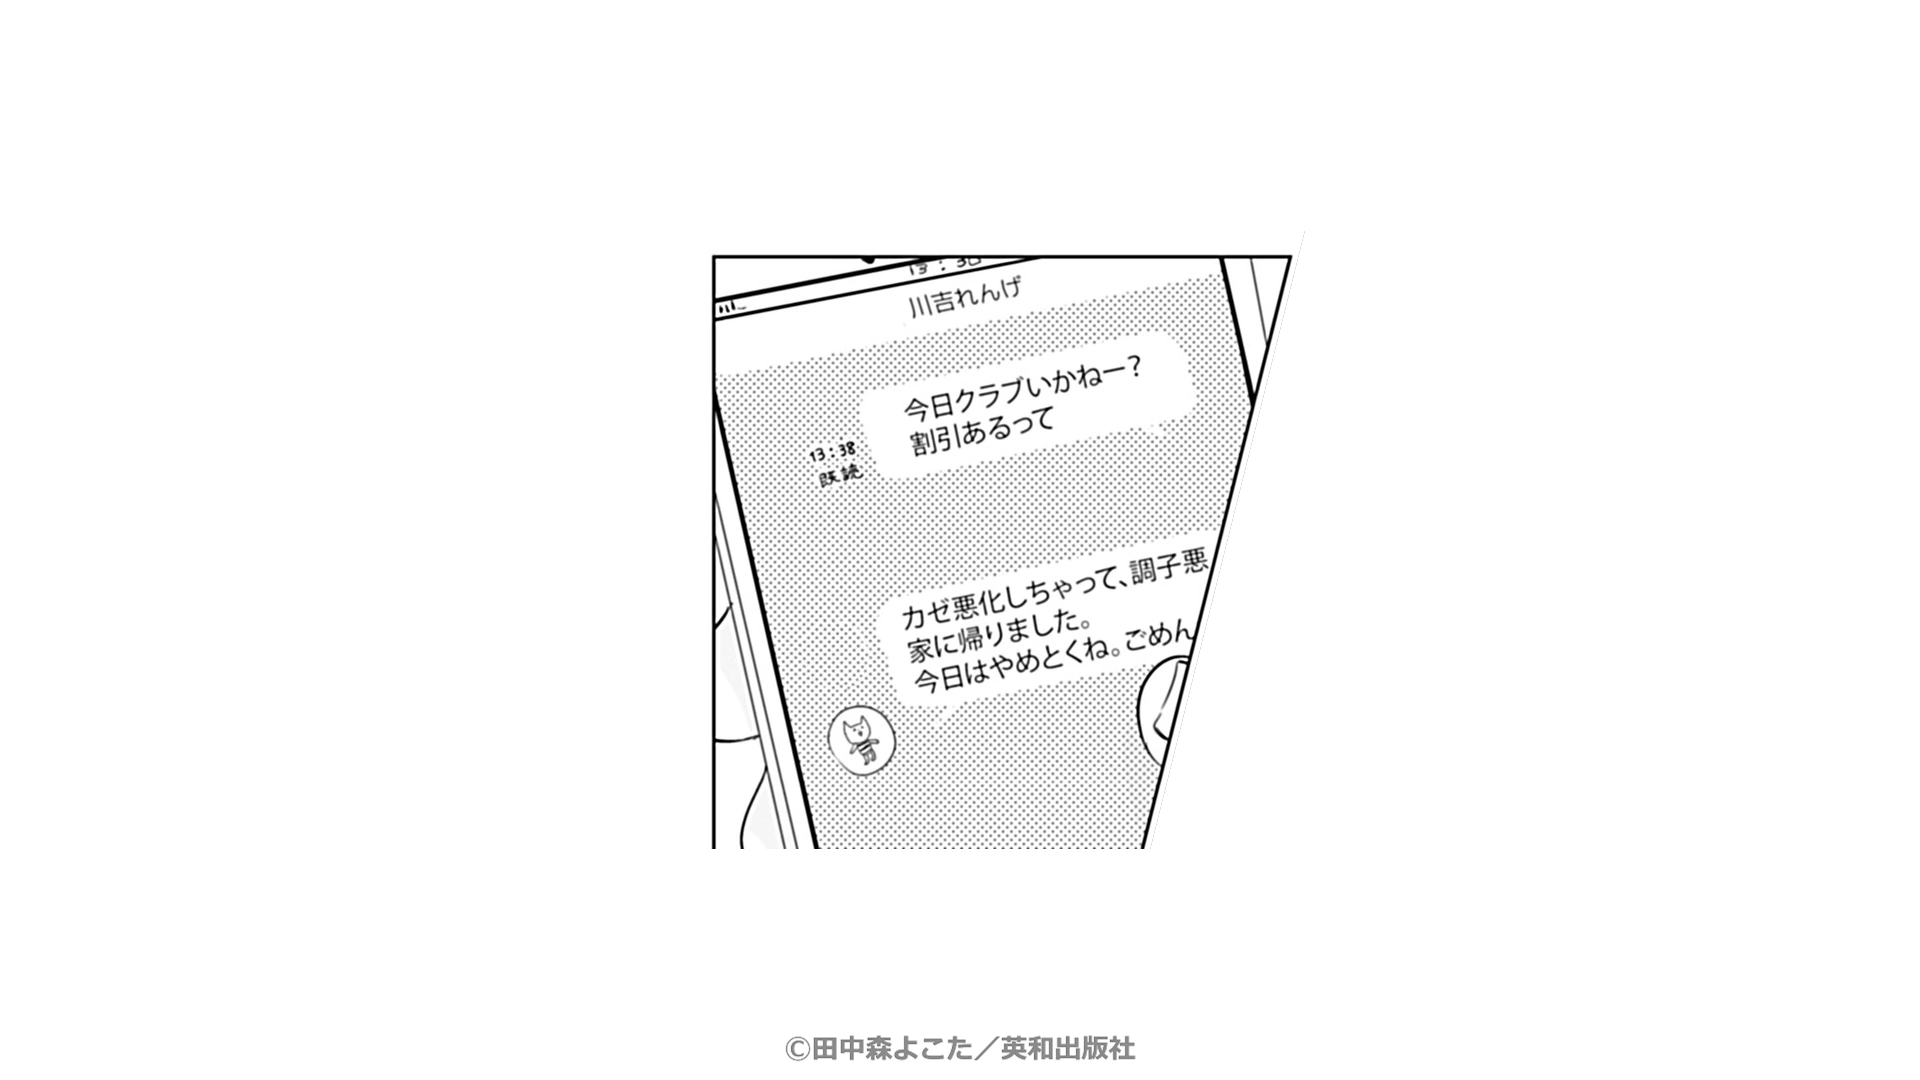 川吉れんげ
今日クラブいかねー?
割引あるって
13:38
既読
カゼ悪化しちゃって、調子悪
家に帰りました。
今日はやめとくね。ごめん
©田中森よこた/英和出版社